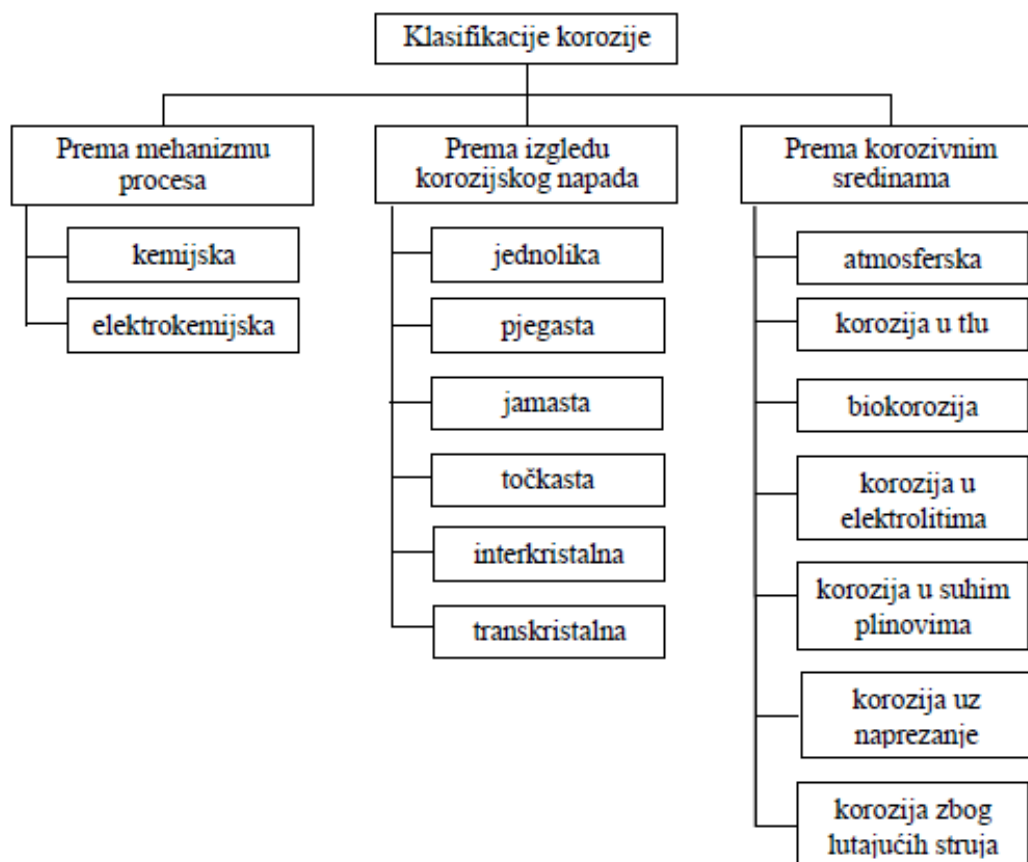 Klasifikacije korozije
Prema mehanizmu
procesa
kemijska
elektrokemijska
Prema izgledu
korozijskog napada
jednolika
pjegasta
jamasta
točkasta
interkristalna
transkristalna
Prema korozivnim
sredinama
atmosferska
korozija u tlu
biokorozija
korozija u
elektrolitima
korozija u suhim
plinovima
korozija uz
naprezanje
korozija zbog
lutajućih struja